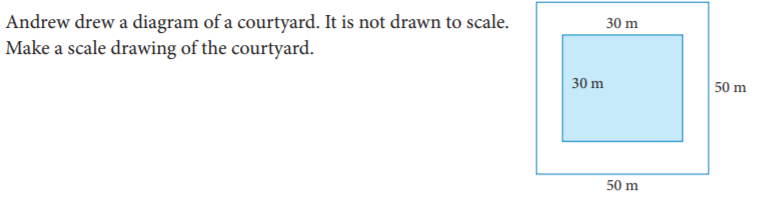 Andrew drew a diagram of a courtyard. It is not drawn to scale.
Make a scale drawing of the courtyard.
30 m
30 m
50 m
50 m